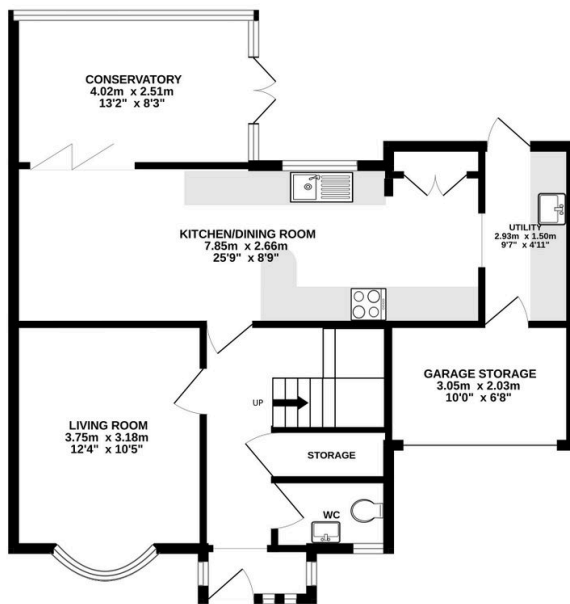 CONSERVATORY
4.02m x 2.51m
13'2" x 8'3"
KITCHEN/DINING ROOM
7.85m x 2.66m
25'9" x 8'9"
UTILITY
2.93m x 1.50m
9'7" x 4'11"
GARAGE STORAGE
3.05m x 2.03m
10'0" x 6'8"
LIVING ROOM
3.75m x 3.18m
12'4" x 10'5"
UP
STORAGE
WC